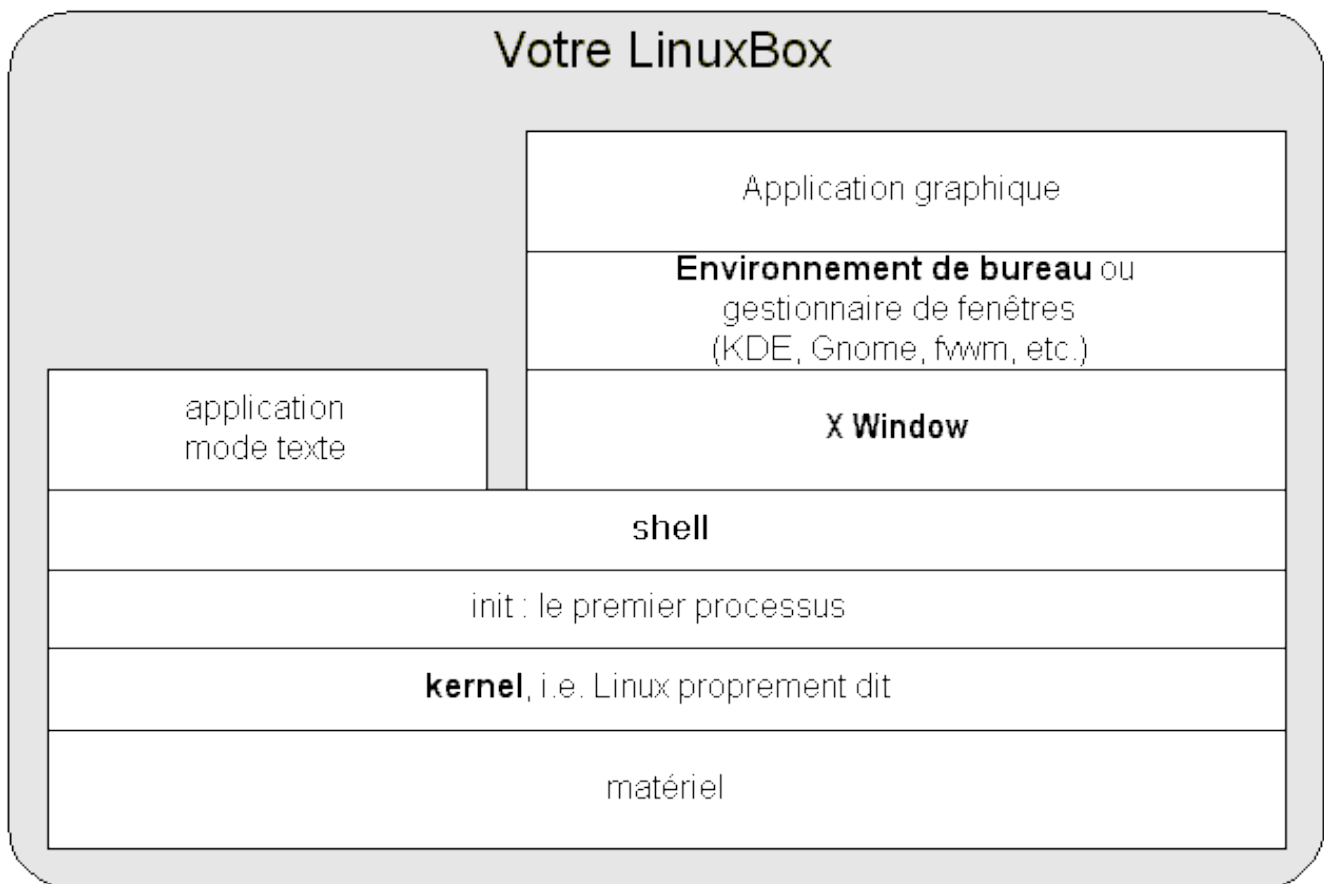 Votre LinuxBox
Application graphique
Environnement de bureau ou
gestionnaire de fenêtres
(KDE, Gnome, fvwm, etc.)
application
mode texte
X Window
shell
init : le premier processus
kernel, i.e. Linux proprement dit
matériel